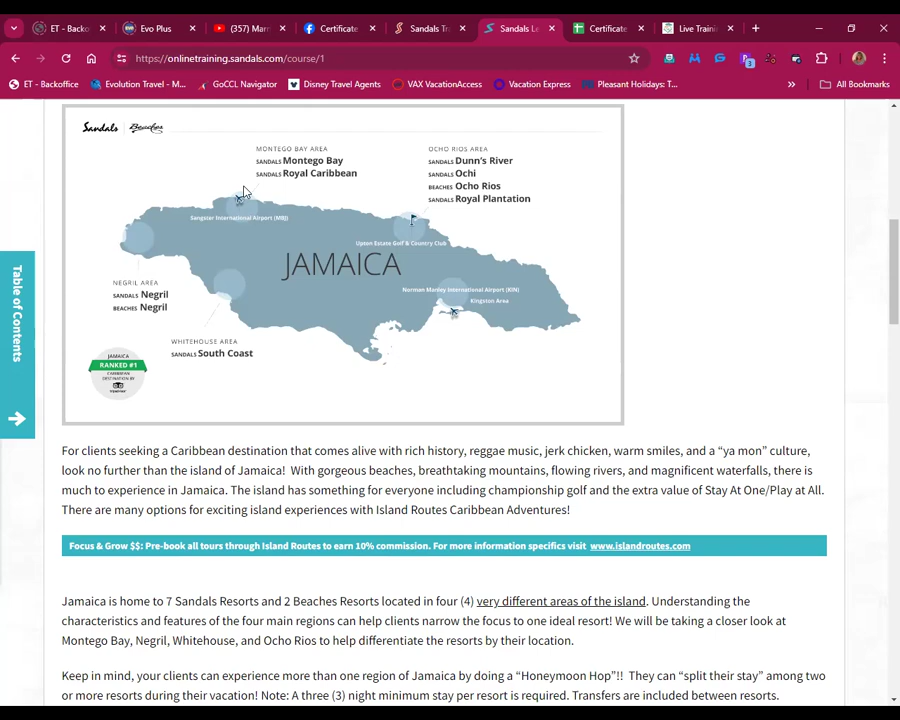 ET - Backo
Evo Plus
(357) Marr
Certificate
Sandals Tr
Sandals Le
Certificate
Live Traini
https://onlinetraining.sandals.com/course/1
ET - Backoffice
Evolution Travel - M...
GoCCL Navigator
Disney Travel Agents
VAX VacationAccess
Vacation Express
Pleasant Holidays: T...
All Bookmarks
Sandals | Beaches
MONTEGO BAY AREA
SANDALS Montego Bay
SANDALS Royal Caribbean
OCHO RIOS AREA
SANDALS Dunn's River
SANDALS Ochi
BEACHES Ocho Rios
SANDALS Royal Plantation
Sangster International Airport (MBJ)
Upton Estate Golf & Country Club
JAMAICA
Norman Manley International Airport (KIN)
Kingston Area
NEGRIL AREA
SANDALS Negril
BEACHES Negril
WHITEHOUSE AREA
SANDALS South Coast
JAMAICA
RANKED #1
CARIBBEAN
DESTINATION BY
tripadvisor
Table of Contents
For clients seeking a Caribbean destination that comes alive with rich history, reggae music, jerk chicken, warm smiles, and a “ya mon” culture,
look no further than the island of Jamaica!  With gorgeous beaches, breathtaking mountains, flowing rivers, and magnificent waterfalls, there is
much to experience in Jamaica. The island has something for everyone including championship golf and the extra value of Stay At One/Play at All.
There are many options for exciting island experiences with Island Routes Caribbean Adventures!
Focus & Grow $$: Pre-book all tours through Island Routes to earn 10% commission. For more information specifics visit  www.islandroutes.com
Jamaica is home to 7 Sandals Resorts and 2 Beaches Resorts located in four (4) very different areas of the island. Understanding the
characteristics and features of the four main regions can help clients narrow the focus to one ideal resort! We will be taking a closer look at
Montego Bay, Negril, Whitehouse, and Ocho Rios to help differentiate the resorts by their location.
Keep in mind, your clients can experience more than one region of Jamaica by doing a “Honeymoon Hop”!!  They can “split their stay” among two
or more resorts during their vacation! Note: A three (3) night minimum stay per resort is required. Transfers are included between resorts.